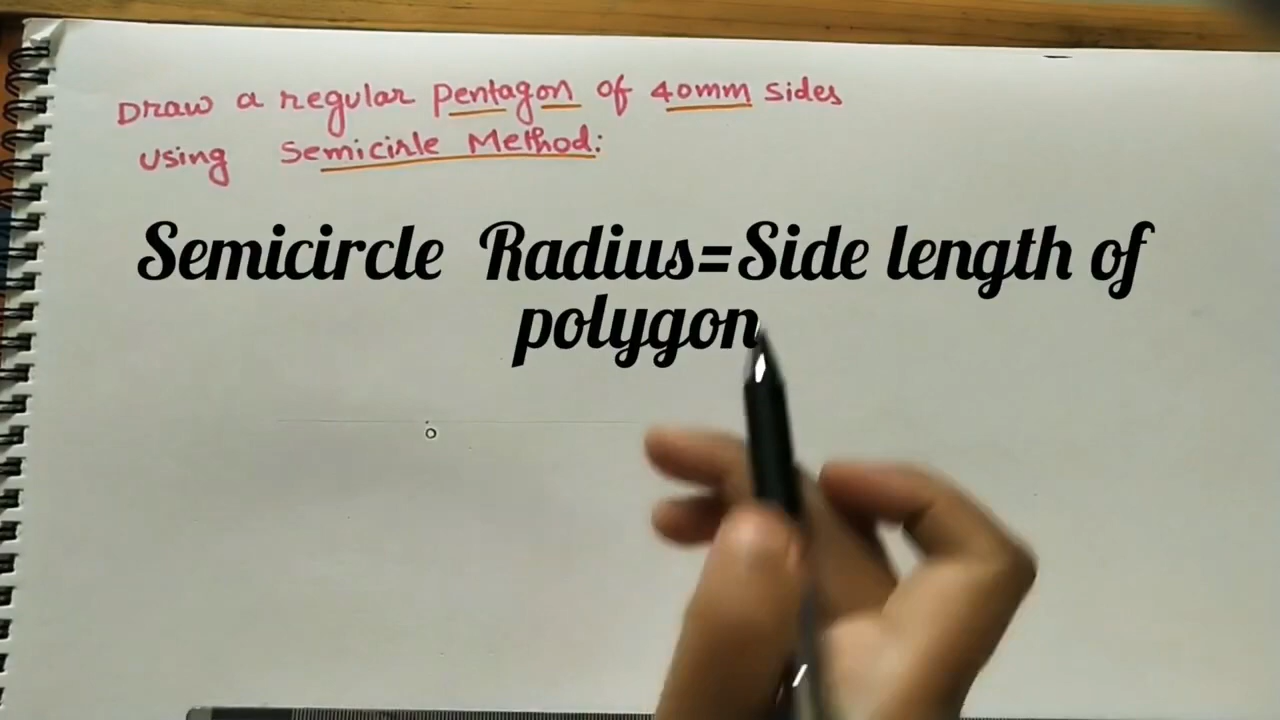 Draw a regular pentagon of 40mm sides
Using Semicirle Method:
Semicircle Radius=Side length of
polygon
o